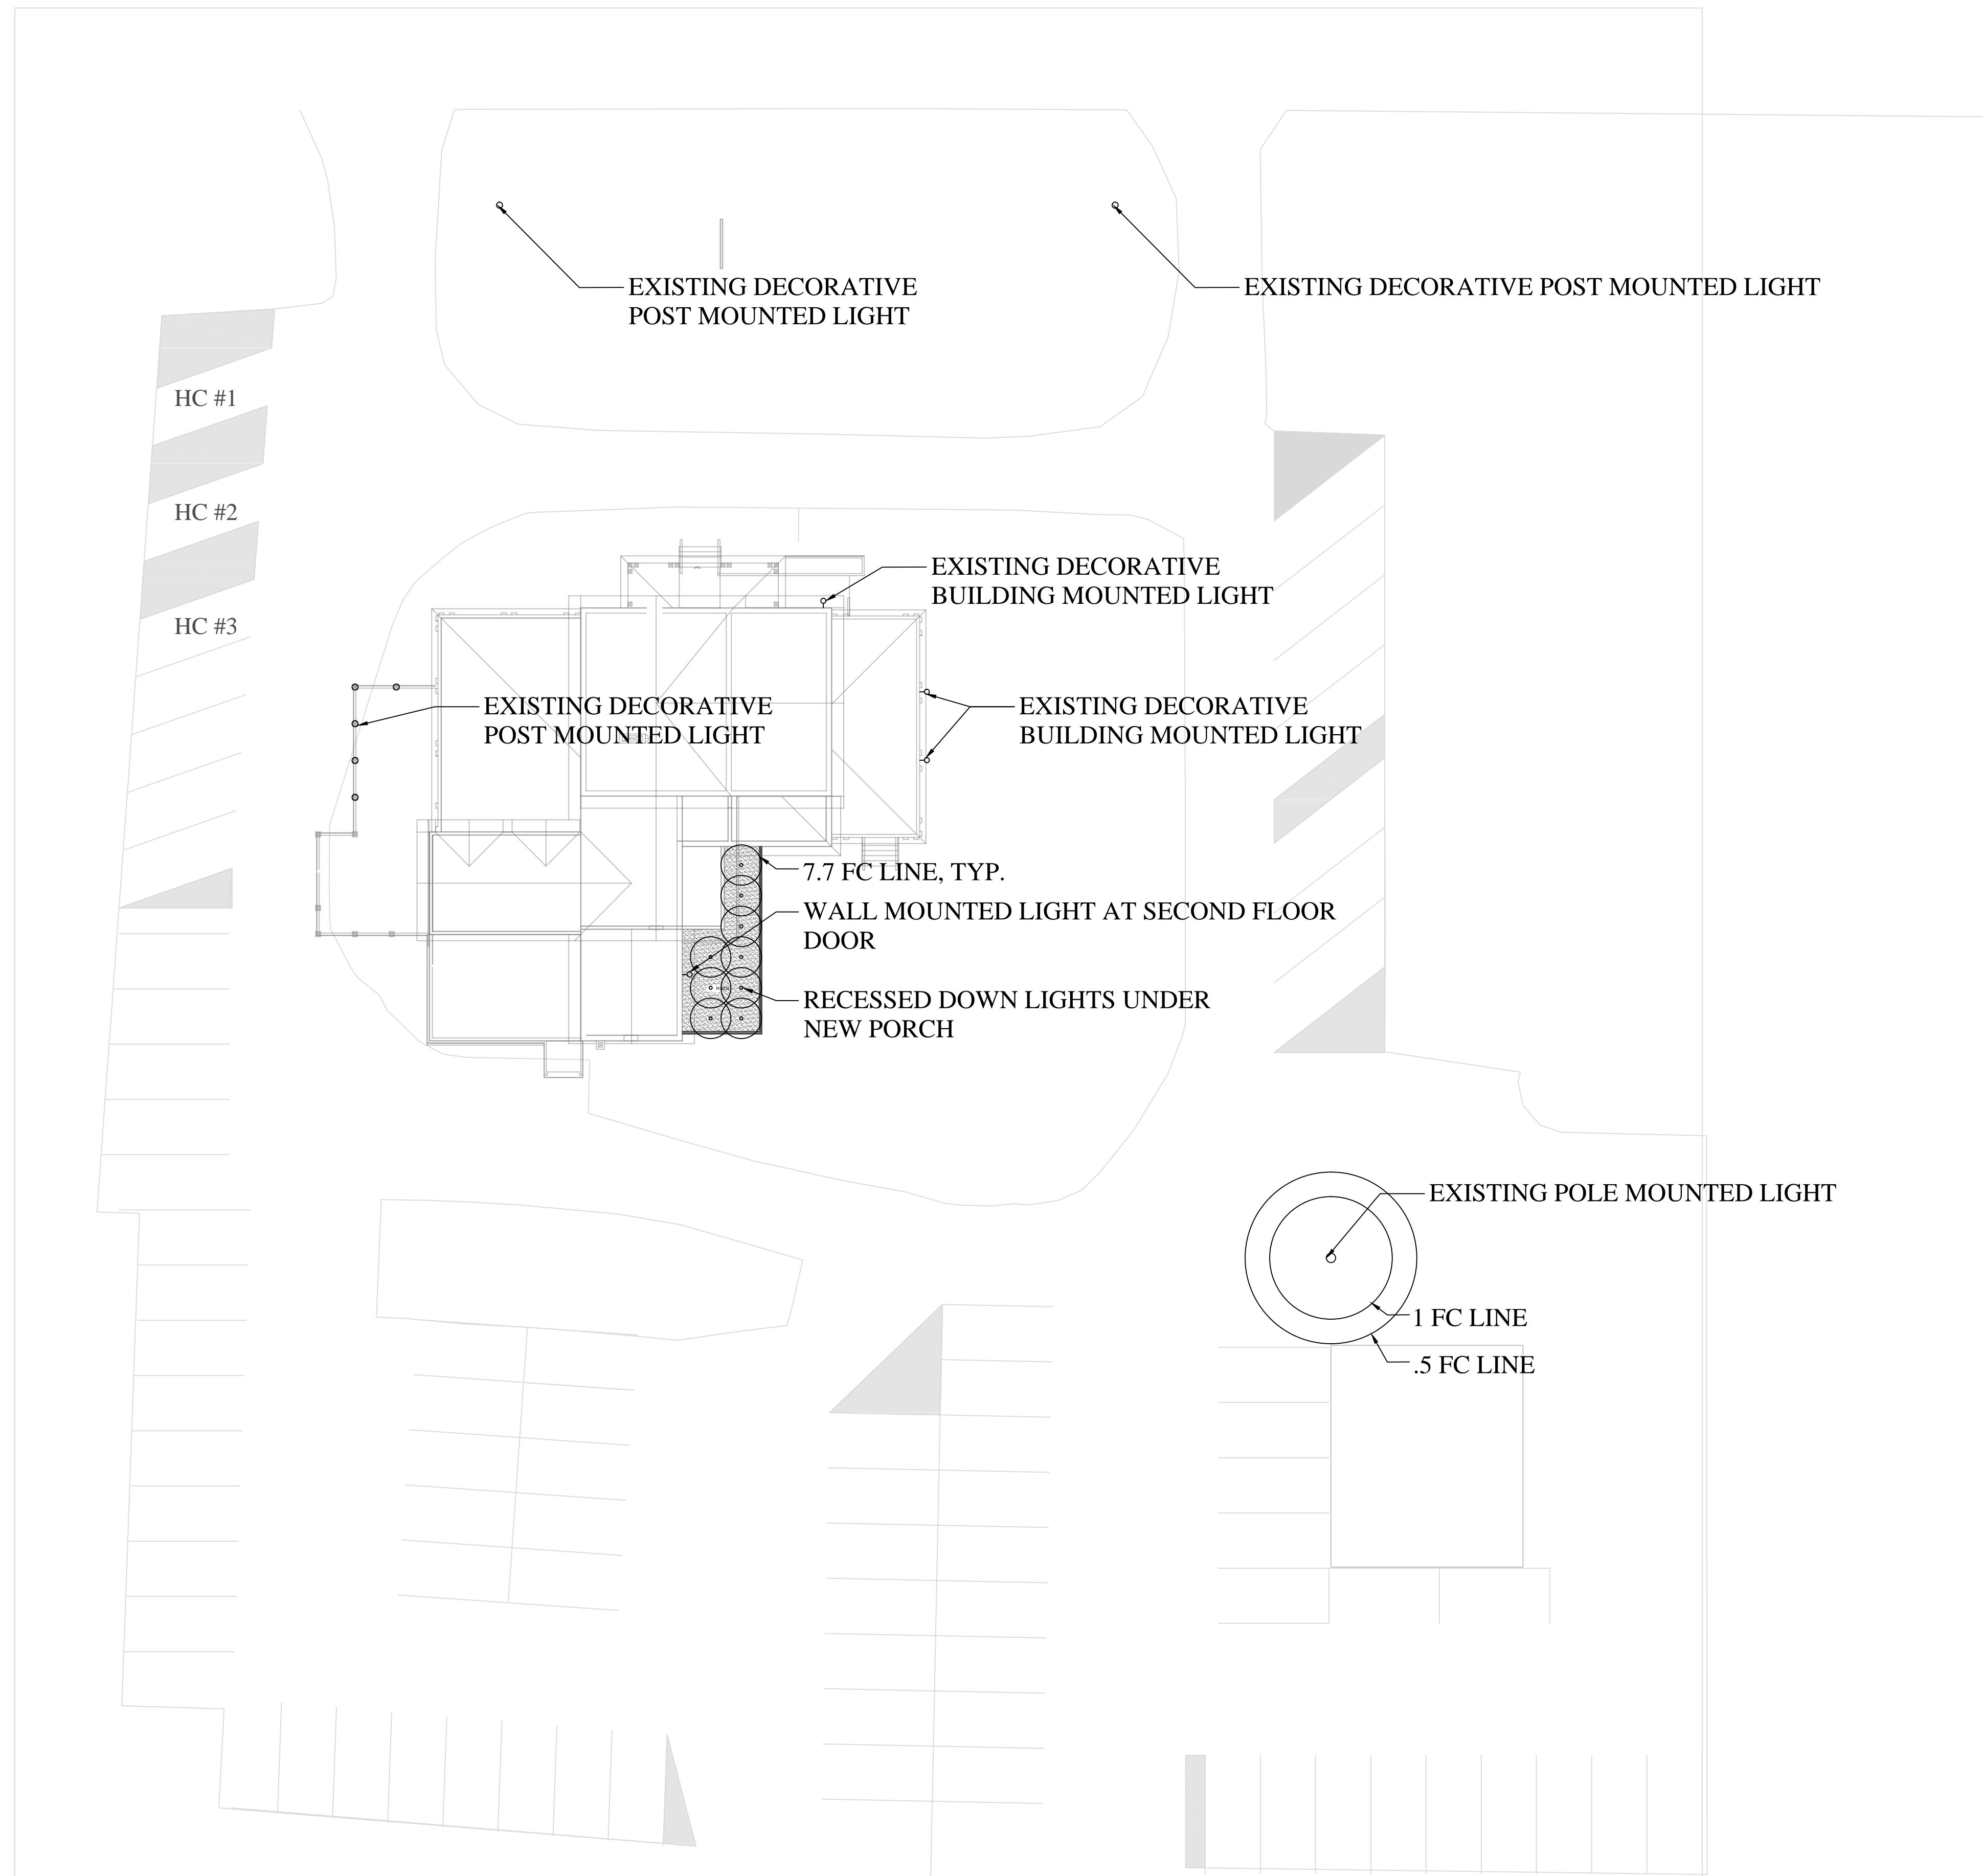 EXISTING DECORATIVE
POST MOUNTED LIGHT
EXISTING DECORATIVE POST MOUNTED LIGHT
HC #1
HC #2
HC #3
EXISTING DECORATIVE
BUILDING MOUNTED LIGHT
EXISTING DECORATIVE
POST MOUNTED LIGHT
EXISTING DECORATIVE
BUILDING MOUNTED LIGHT
7.7 FC LINE, TYP.
WALL MOUNTED LIGHT AT SECOND FLOOR
DOOR
RECESSED DOWN LIGHTS UNDER
NEW PORCH
EXISTING POLE MOUNTED LIGHT
1 FC LINE
.5 FC LINE